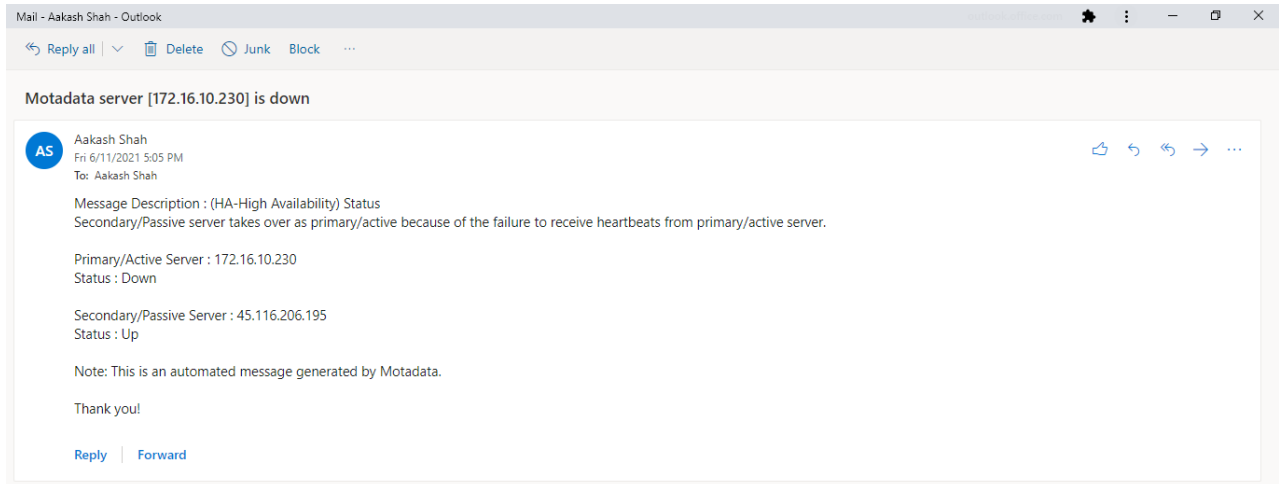 Mail - Aakash Shah - Outlook
Reply all
Delete
Junk
Block
Motadata server [172.16.10.230] is down
AS
Aakash Shah
Fri 6/11/2021 5:05 PM
To: Aakash Shah
Message Description : (HA-High Availability) Status
Secondary/Passive server takes over as primary/active because of the failure to receive heartbeats from primary/active server.
Primary/Active Server : 172.16.10.230
Status : Down
Secondary/Passive Server : 45.116.206.195
Status : Up
Note: This is an automated message generated by Motadata.
Thank you!
Reply
Forward